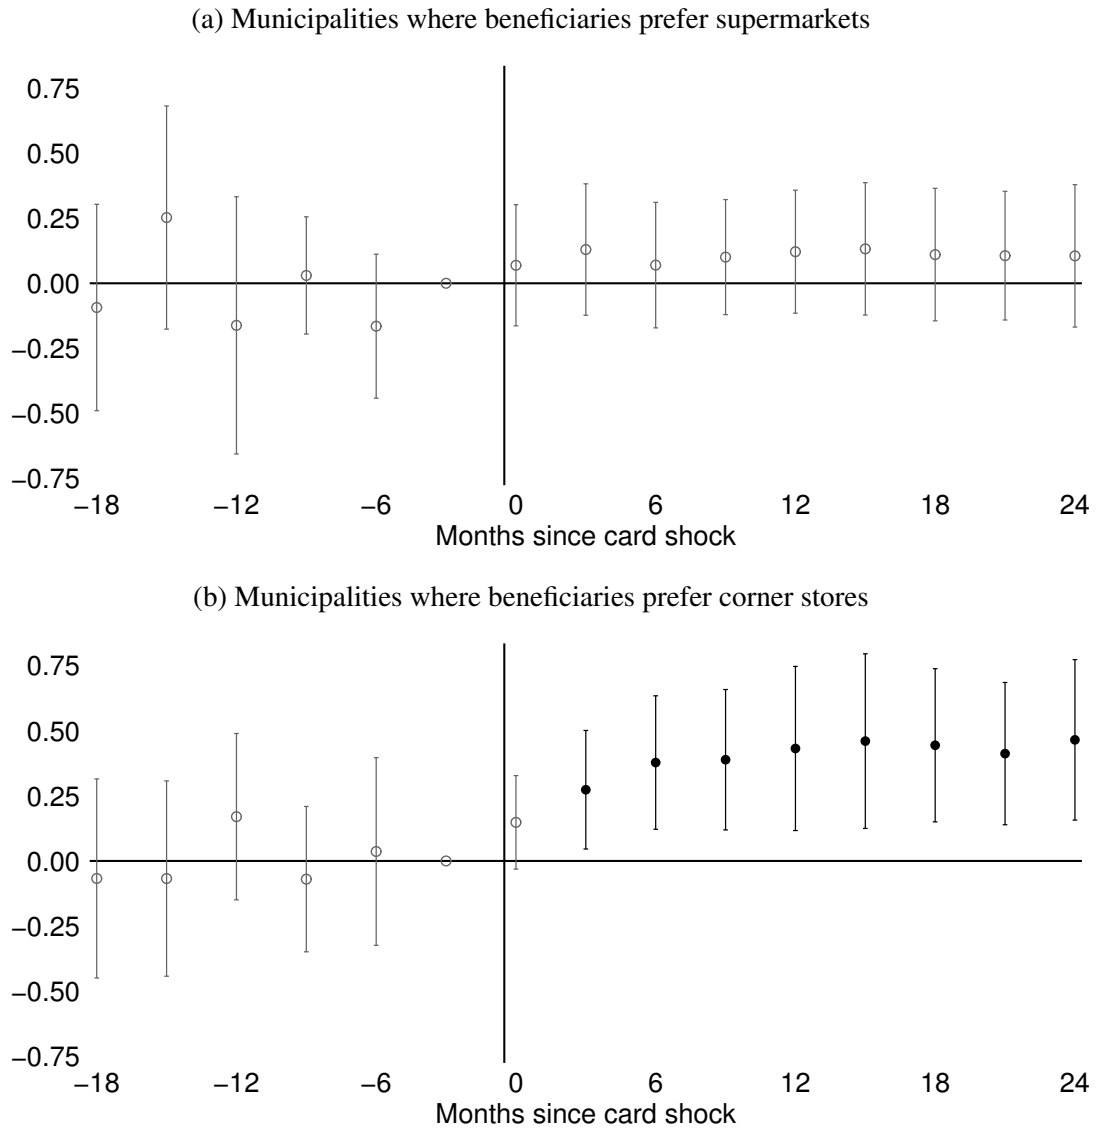 (a) Municipalities where beneficiaries prefer supermarkets
0.75
0.50
0.25
0.00
−0.25
−0.50
−0.75
−18 −12 −6 0 6 12 18 24
Months since card shock
(b) Municipalities where beneficiaries prefer corner stores
0.75
0.50
0.25
0.00
−0.25
−0.50
−0.75
−18 −12 −6 0 6 12 18 24
Months since card shock